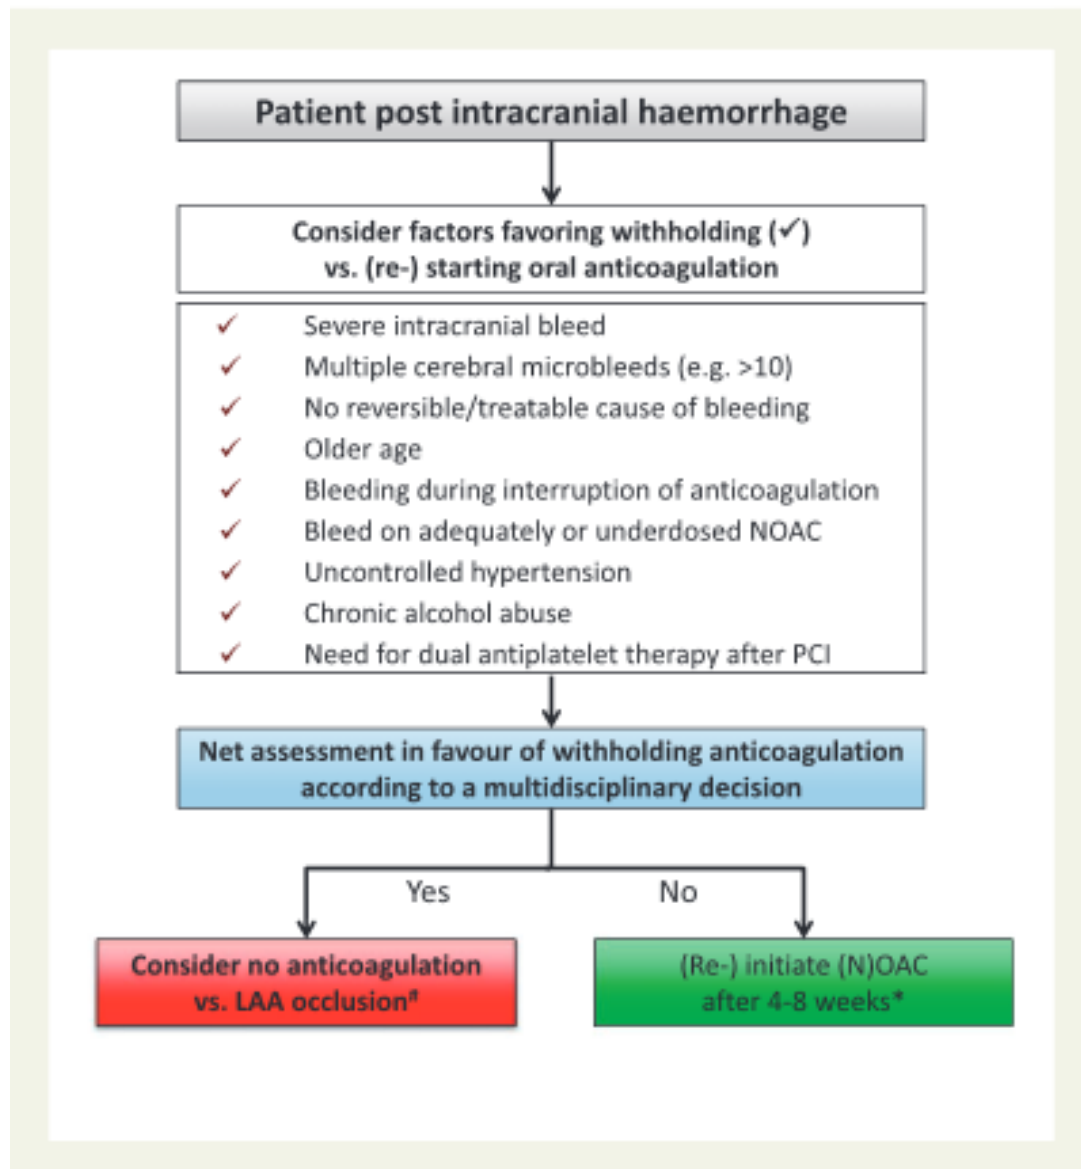 Patient post intracranial haemorrhage
Consider factors favoring withholding (✓)
vs. (re-) starting oral anticoagulation
✓ Severe intracranial bleed
✓ Multiple cerebral microbleeds (e.g. >10)
✓ No reversible/treatable cause of bleeding
✓ Older age
✓ Bleeding during interruption of anticoagulation
✓ Bleed on adequately or underdosed NOAC
✓ Uncontrolled hypertension
✓ Chronic alcohol abuse
✓ Need for dual antiplatelet therapy after PCI
Net assessment in favour of withholding anticoagulation
according to a multidisciplinary decision
Yes
No
Consider no anticoagulation
vs. LAA occlusion#
(Re-) initiate (N)OAC
after 4-8 weeks*